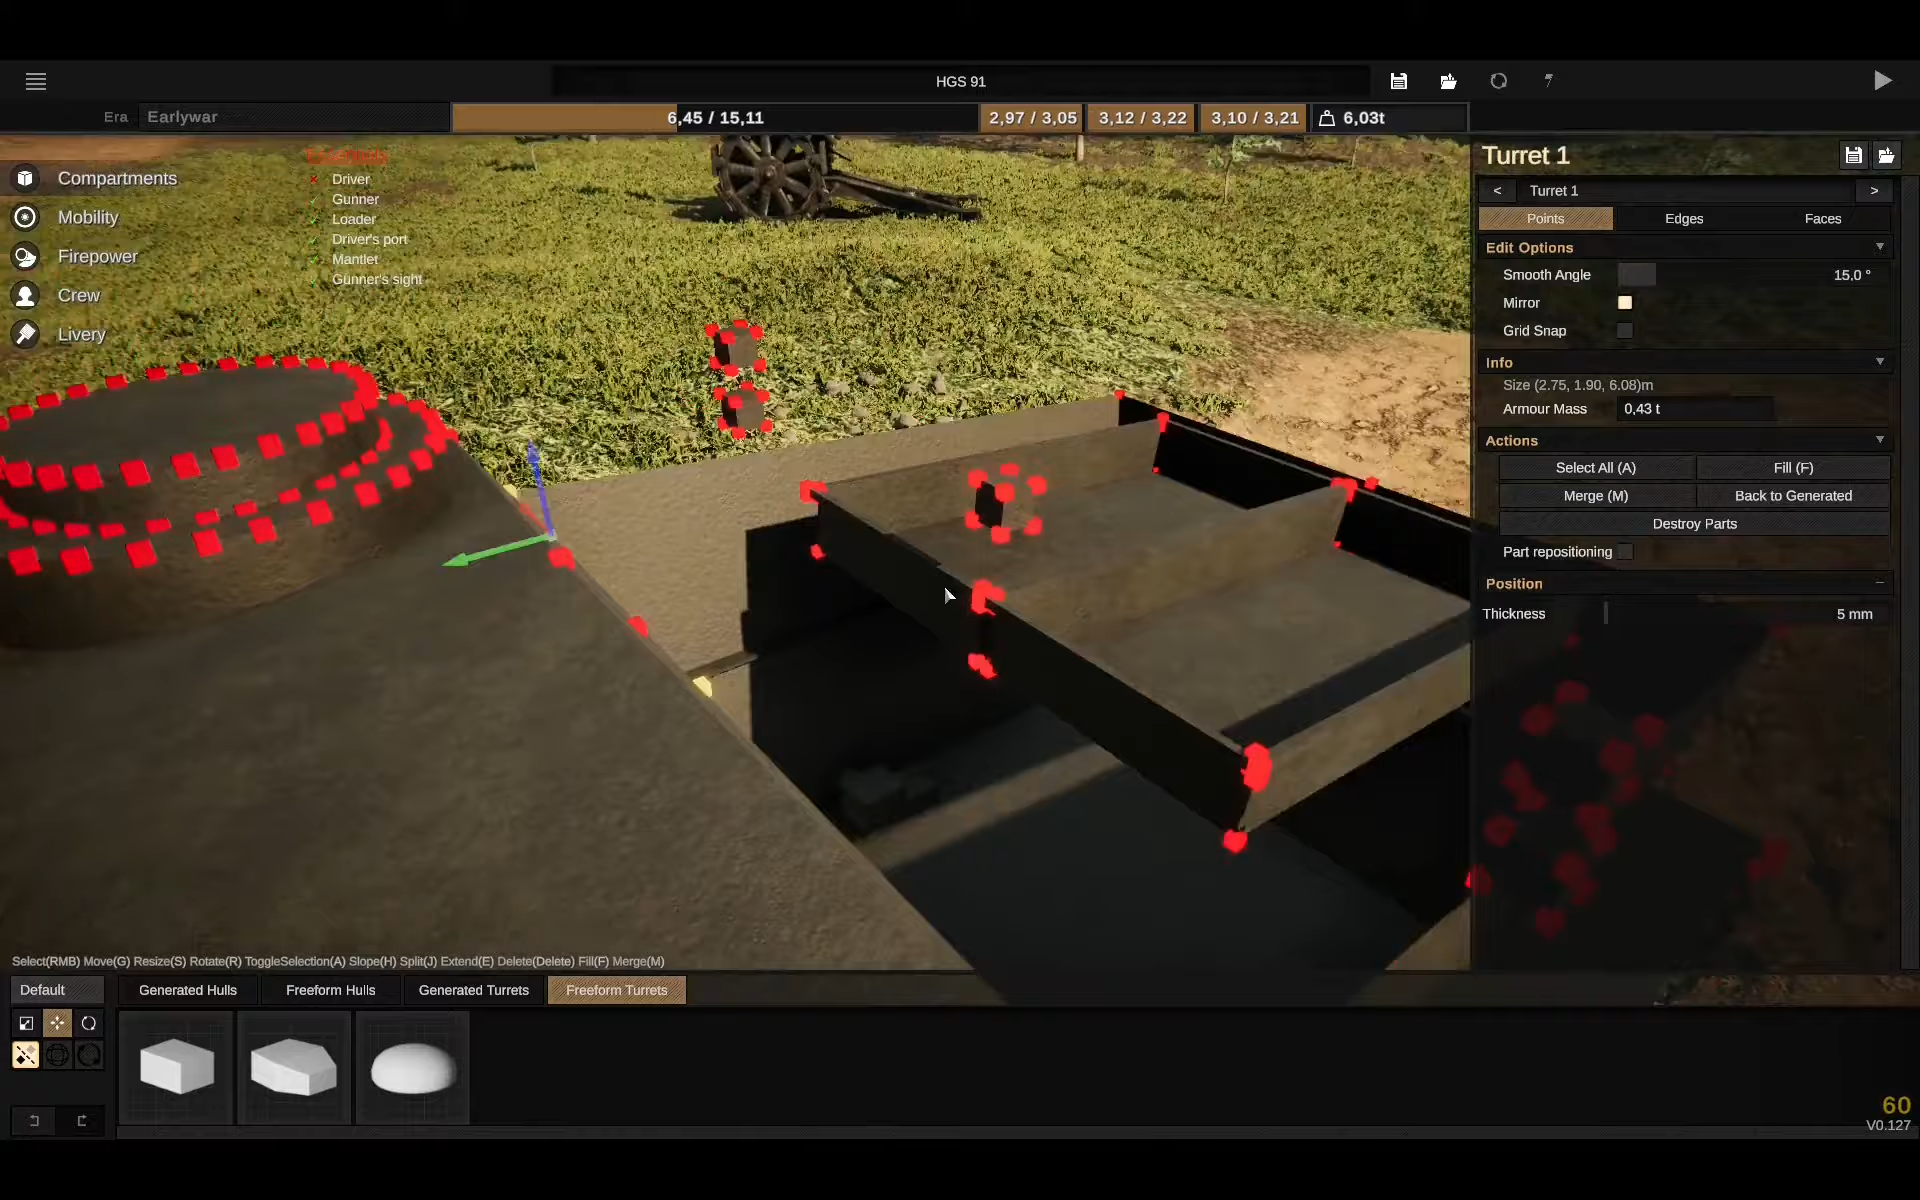 HGS 91
Era Earlywar 6,45 / 15,11 2,97 / 3,05 3,12 / 3,22 3,10 / 3,21 6,03t
Essentials
Driver
Gunner
Loader
Driver's port
Mantlet
Gunner's sight
Compartments
Mobility
Firepower
Crew
Livery
Turret 1
< Turret 1 >
Points Edges Faces
Edit Options
Smooth Angle 15,0 °
Mirror
Grid Snap
Info
Size (2.75, 1.90, 6.08)m
Armour Mass 0,43 t
Actions
Select All (A) Fill (F)
Merge (M) Back to Generated
Destroy Parts
Part repositioning
Position
Thickness 5 mm
Select(RMB) Move(G) Resize(S) Rotate(R) ToggleSelection(A) Slope(H) Split(J) Extend(E) Delete(Delete) Fill(F) Merge(M)
Default Generated Hulls Freeform Hulls Generated Turrets Freeform Turrets
60
V0.127